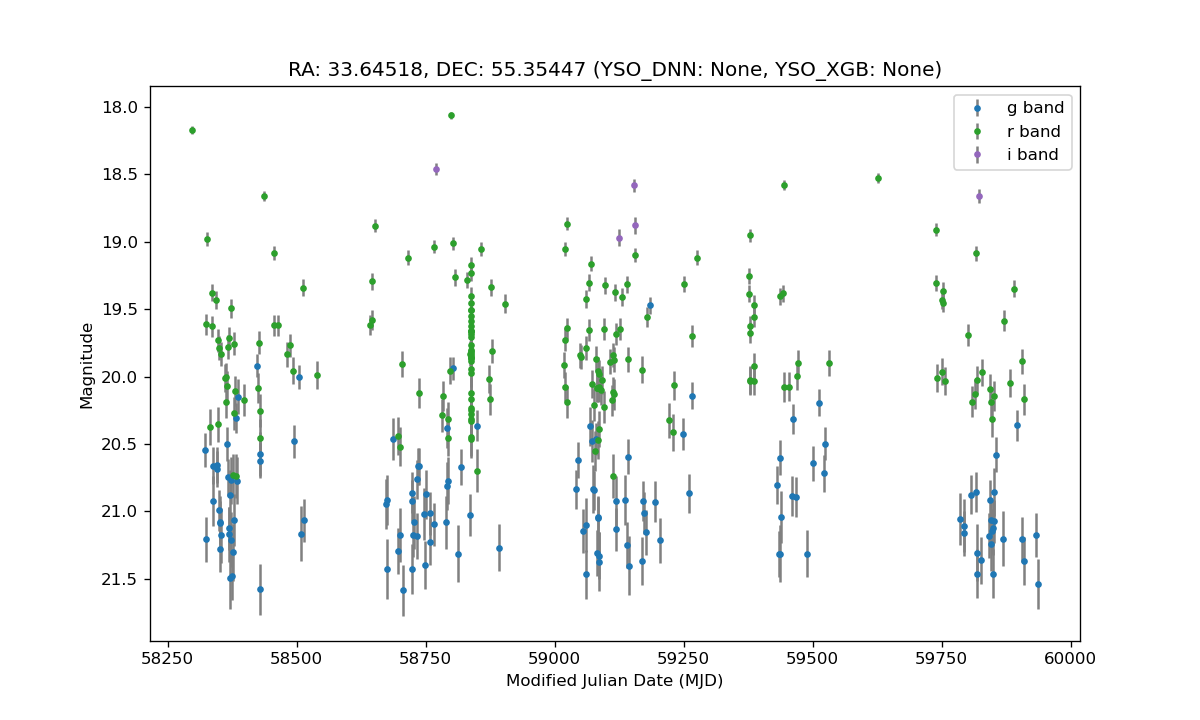 RA: 33.64518, DEC: 55.35447 (YSO_DNN: None, YSO_XGB: None)
g band
r band
i band
18.0
18.5
19.0
19.5
20.0
20.5
21.0
21.5
Magnitude
58250 58500 58750 59000 59250 59500 59750 60000
Modified Julian Date (MJD)